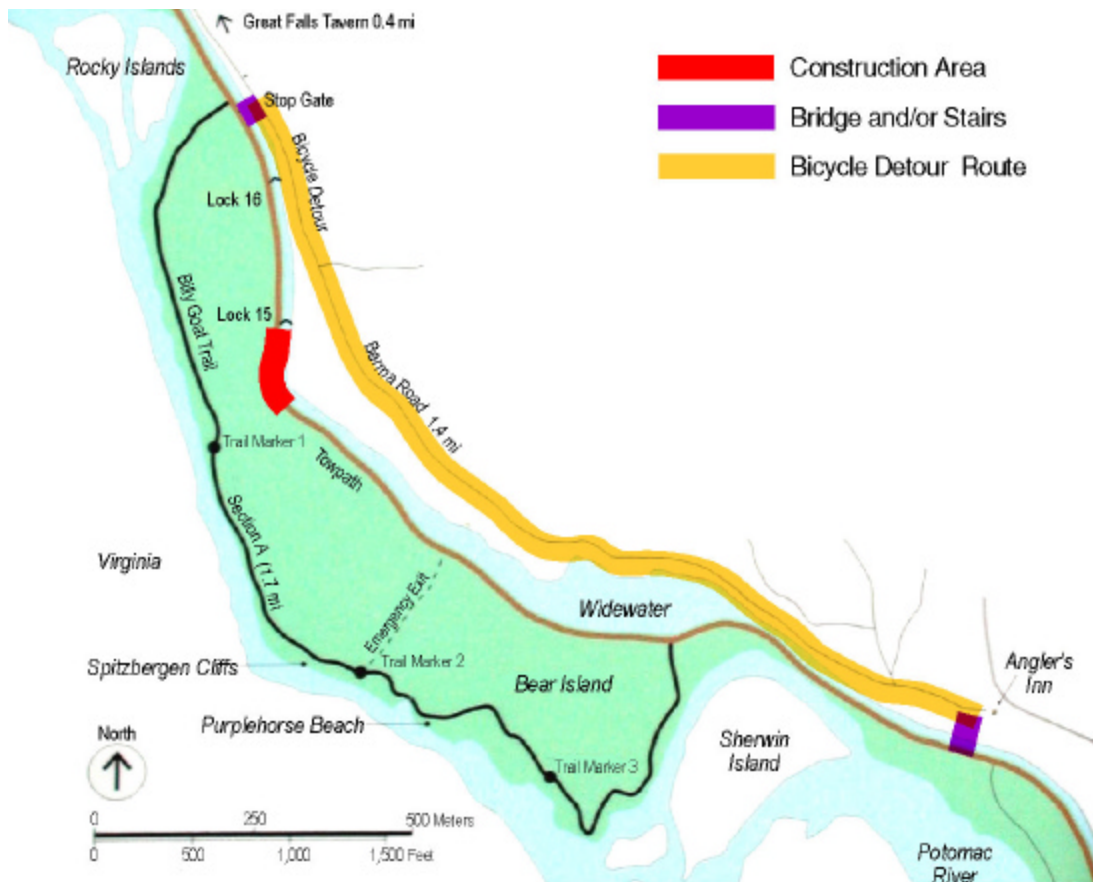 Great Falls Tavern 0.4 mi
Rocky Islands
Construction Area
Stop Gate
Bridge and/or Stairs
Bicycle Detour
Bicycle Detour Route
Lock 16
Billy Goat Trail
Lock 15
Berma Road 1.4 mi
Trail Marker 1
Towpath
Section A (1.7 mi
Virginia
Emergency Exit
Widewater
Spitzbergen Cliffs
Trail Marker 2
Bear Island
Angler's
Inn
Purplehorse Beach
North
Sherwin
Island
Trail Marker 3
0 250 500 Meters
0 500 1,000 1,500 Feet
Potomac
River